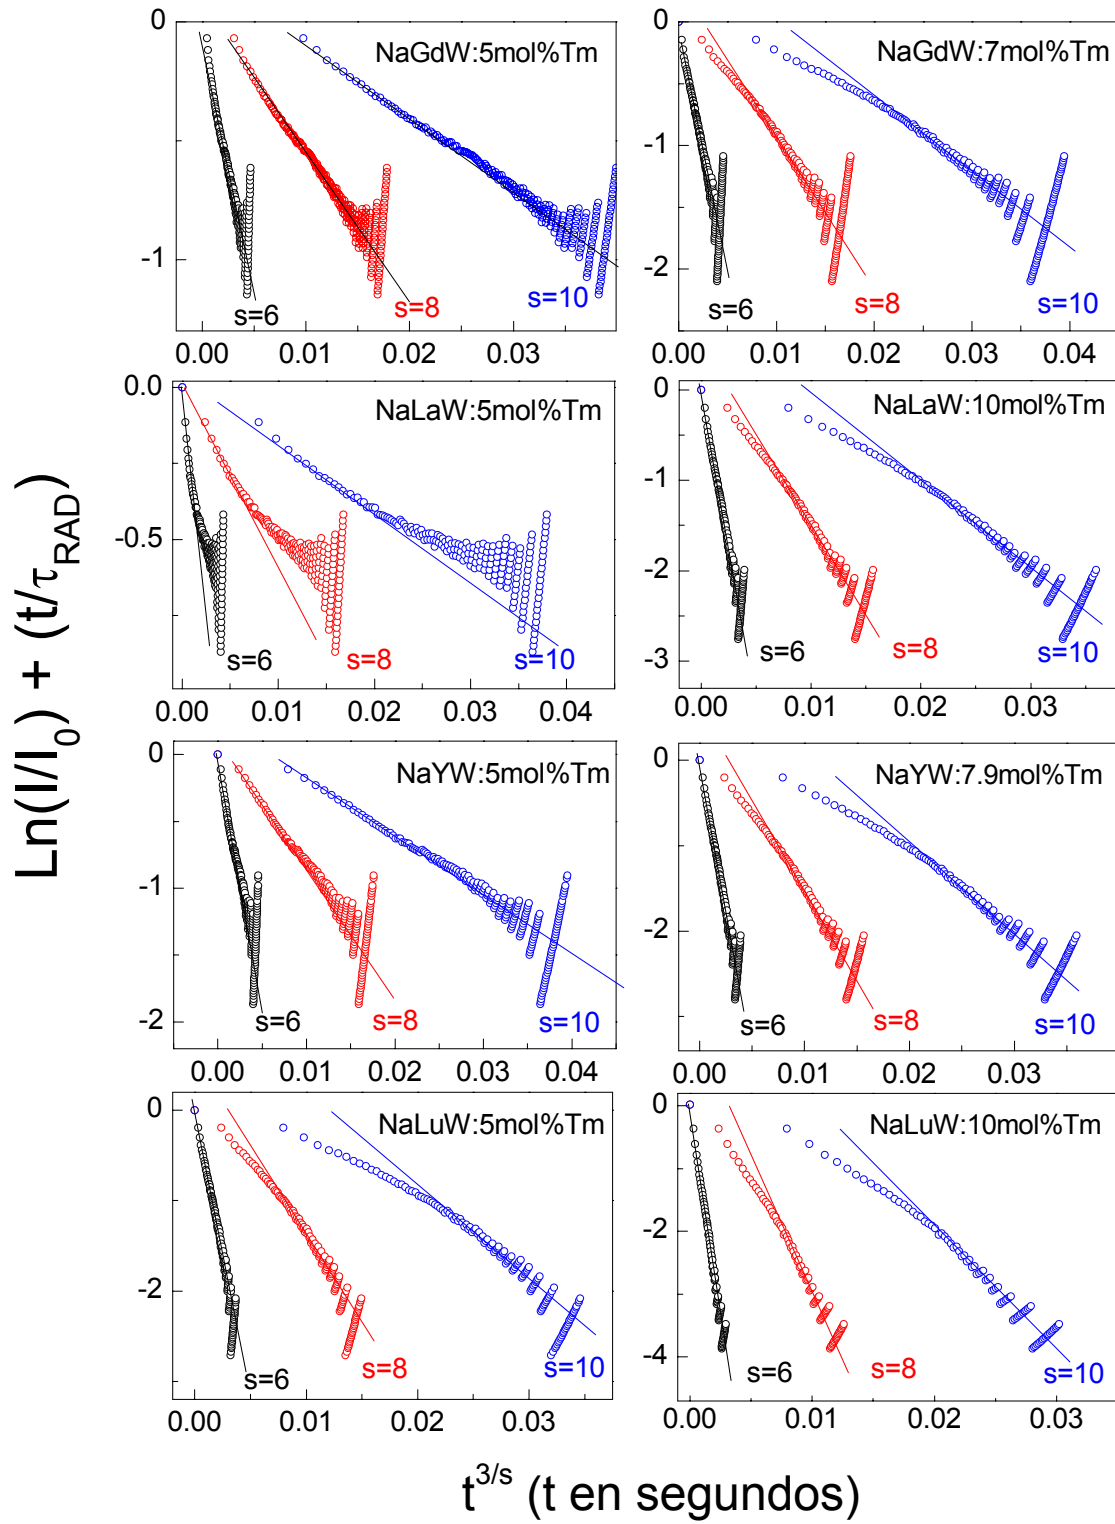 Ln(I/I0) + (t/τRAD)
NaGdW:5mol%Tm
0
-1
s=6
s=8
s=10
0.00 0.01 0.02 0.03
NaGdW:7mol%Tm
0
-1
-2
s=6
s=8
s=10
0.00 0.01 0.02 0.03 0.04
NaLaW:5mol%Tm
0.0
-0.5
s=6
s=8
s=10
0.00 0.01 0.02 0.03 0.04
NaLaW:10mol%Tm
0
-1
-2
-3
s=6
s=8
s=10
0.00 0.01 0.02 0.03
NaYW:5mol%Tm
0
-1
-2
s=6
s=8
s=10
0.00 0.01 0.02 0.03 0.04
NaYW:7.9mol%Tm
0
-2
s=6
s=8
s=10
0.00 0.01 0.02 0.03
NaLuW:5mol%Tm
0
-2
s=6
s=8
s=10
0.00 0.01 0.02 0.03
NaLuW:10mol%Tm
0
-2
-4
s=6
s=8
s=10
0.00 0.01 0.02 0.03
t3/s (t en segundos)